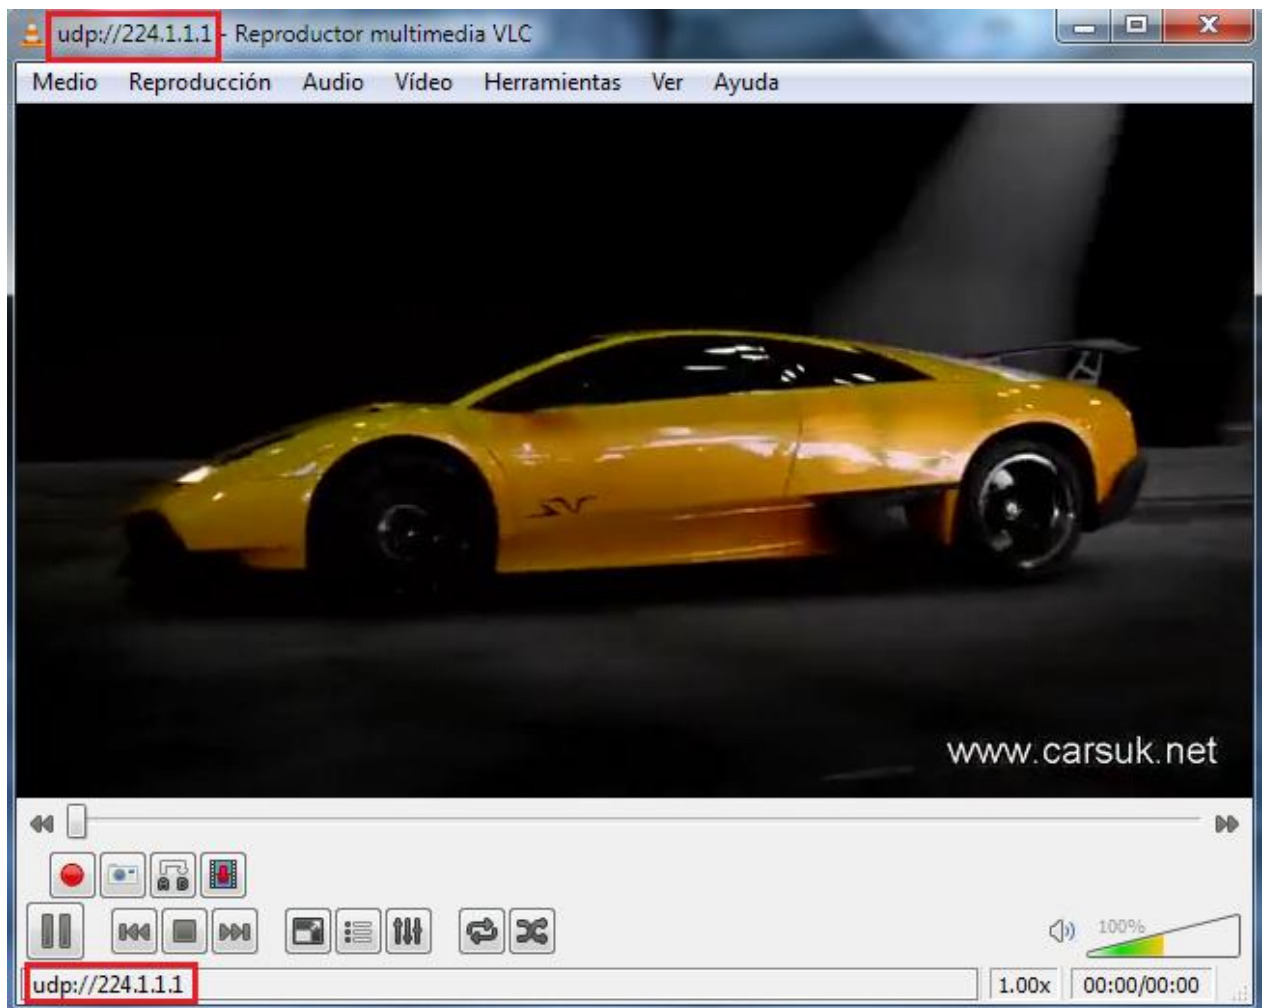 udp://224.1.1.1 - Reproductor multimedia VLC
Medio Reproducción Audio Vídeo Herramientas Ver Ayuda
SV
www.carsuk.net
A B
100%
udp://224.1.1.1 1.00x 00:00/00:00